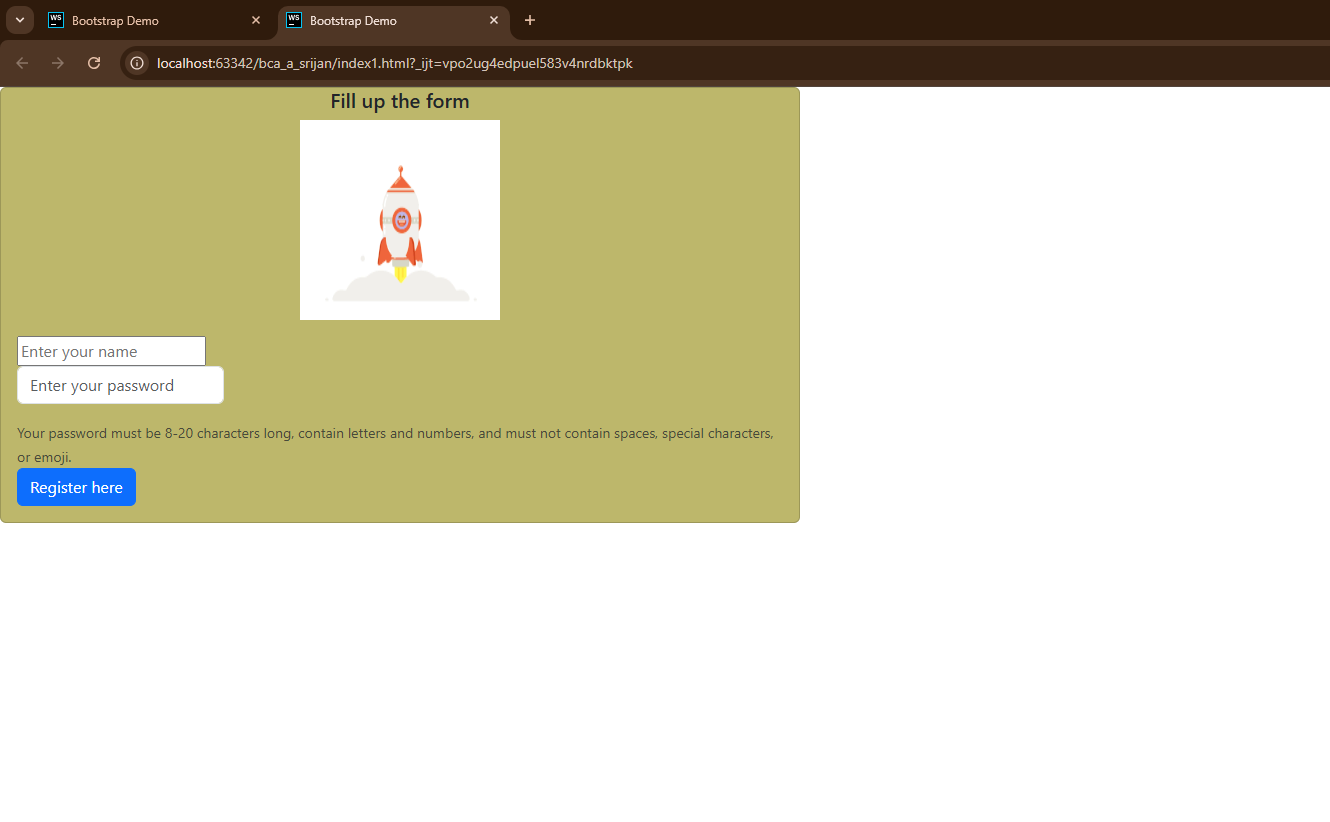 WS Bootstrap Demo
WS Bootstrap Demo
localhost:63342/bca_a_srijan/index1.html?_ijt=vpo2ug4edpuel583v4nrdbktpk
Fill up the form
Enter your name
Enter your password
Your password must be 8-20 characters long, contain letters and numbers, and must not contain spaces, special characters,
or emoji.
Register here